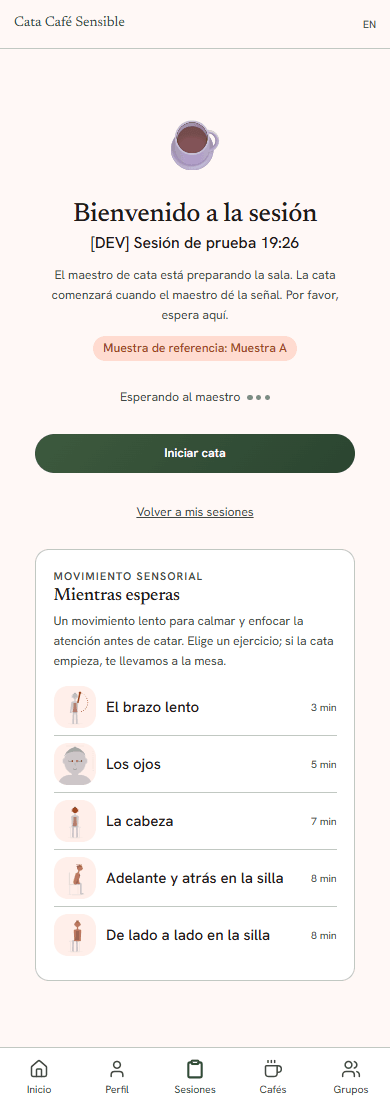 Cata Café Sensible
EN
Bienvenido a la sesión
[DEV] Sesión de prueba 19:26
El maestro de cata está preparando la sala. La cata
comenzará cuando el maestro dé la señal. Por favor,
espera aquí.
Muestra de referencia: Muestra A
Esperando al maestro
Iniciar cata
Volver a mis sesiones
MOVIMIENTO SENSORIAL
Mientras esperas
Un movimiento lento para calmar y enfocar la
atención antes de catar. Elige un ejercicio; si la cata
empieza, te llevamos a la mesa.
El brazo lento 3 min
Los ojos 5 min
La cabeza 7 min
Adelante y atrás en la silla 8 min
De lado a lado en la silla 8 min
Inicio Perfil Sesiones Cafés Grupos